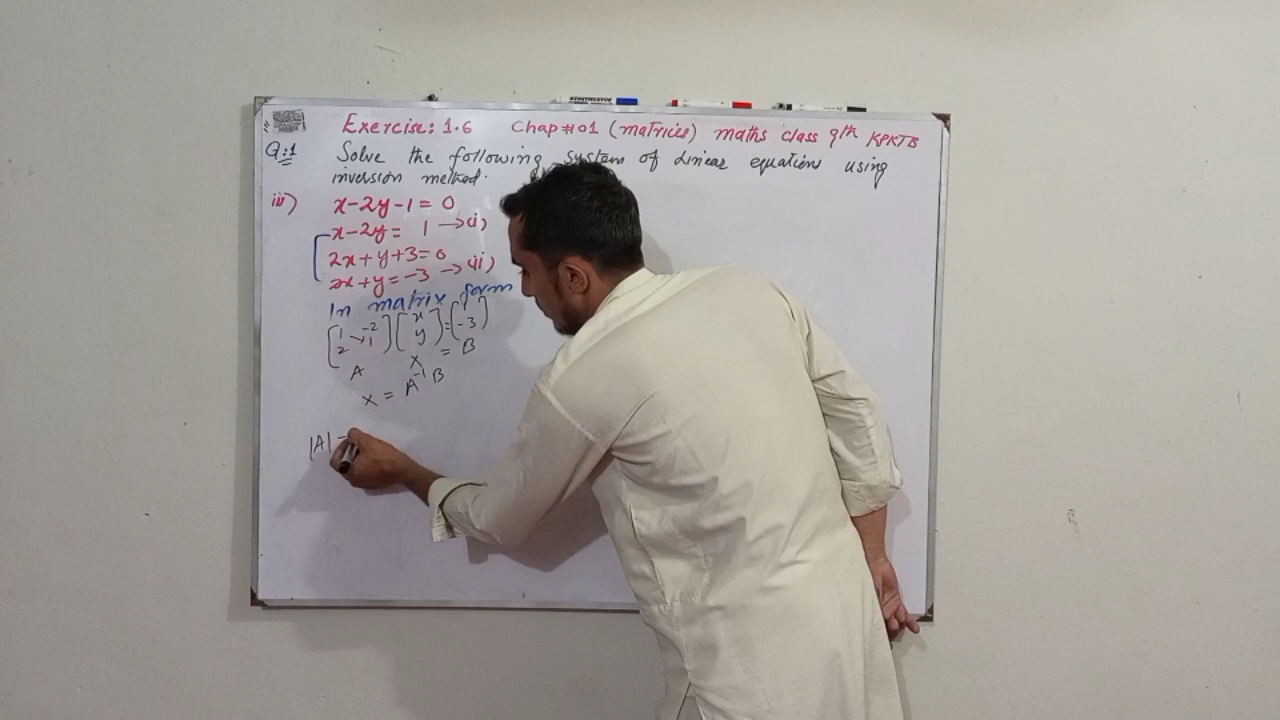 Exercise: 1.6 Chap#01 (matrices) maths class 9th KPKTB
Q:1 Solve the following system of Linear equations using
inversion method.
iii) x-2y-1=0
x-2y= 1 →(i)
2x+y+3=0
2x+y=-3 →(ii)
In matrix form
[1 -2
2 1] [x
y] = [1
-3]
A X = B
X = A⁻¹ B
|A| =